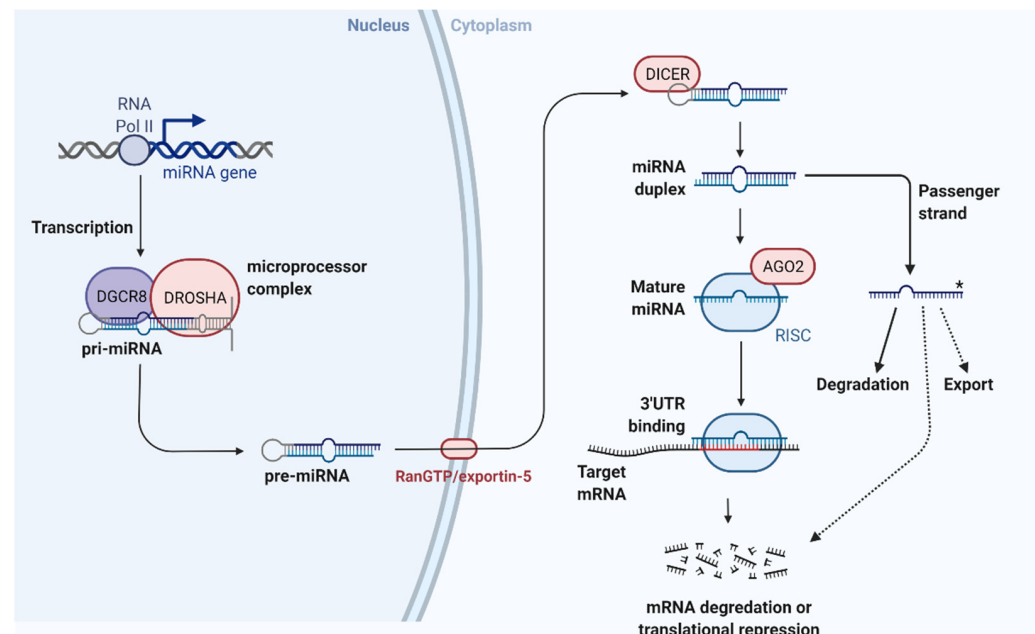 Nucleus
Cytoplasm
RNA
Pol II
miRNA gene
Transcription
DGCR8
DROSHA
microprocessor
complex
pri-miRNA
pre-miRNA
RanGTP/exportin-5
DICER
miRNA
duplex
Passenger
strand
*
AGO2
Mature
miRNA
RISC
Degradation
Export
3'UTR
binding
Target
mRNA
mRNA degredation or
translational repression